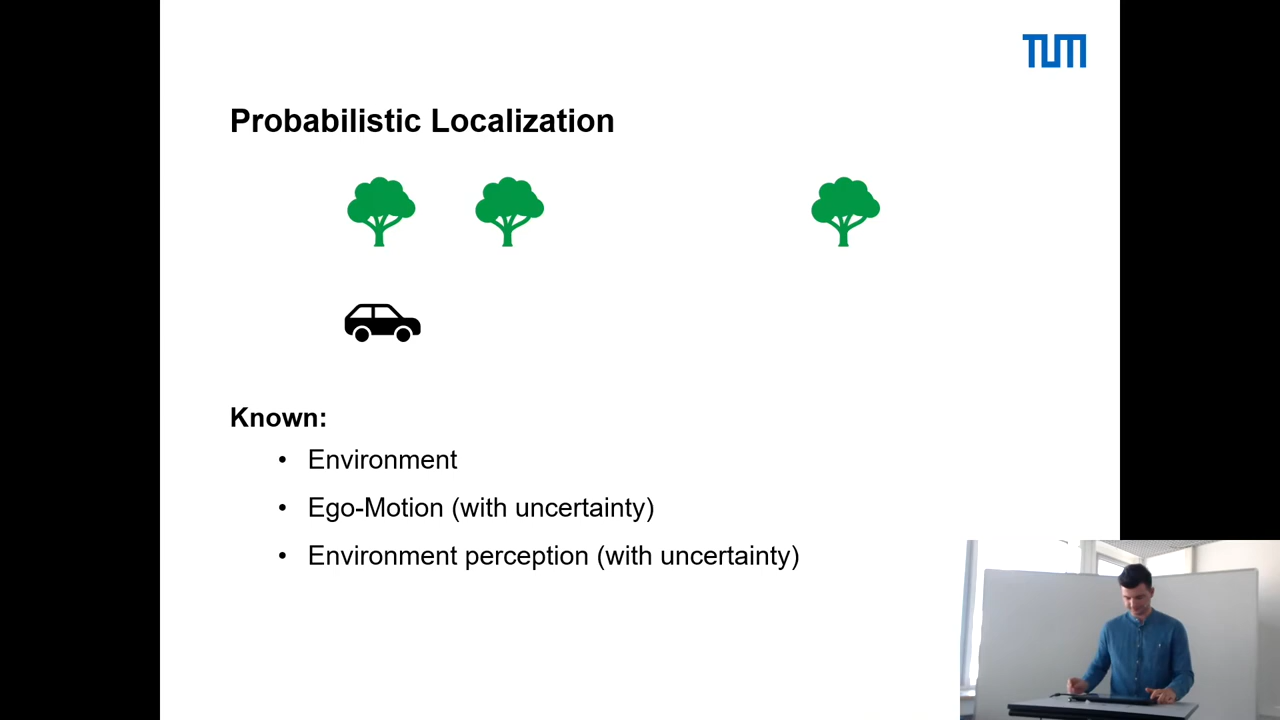 TUM
Probabilistic Localization
Known:
• Environment
• Ego-Motion (with uncertainty)
• Environment perception (with uncertainty)